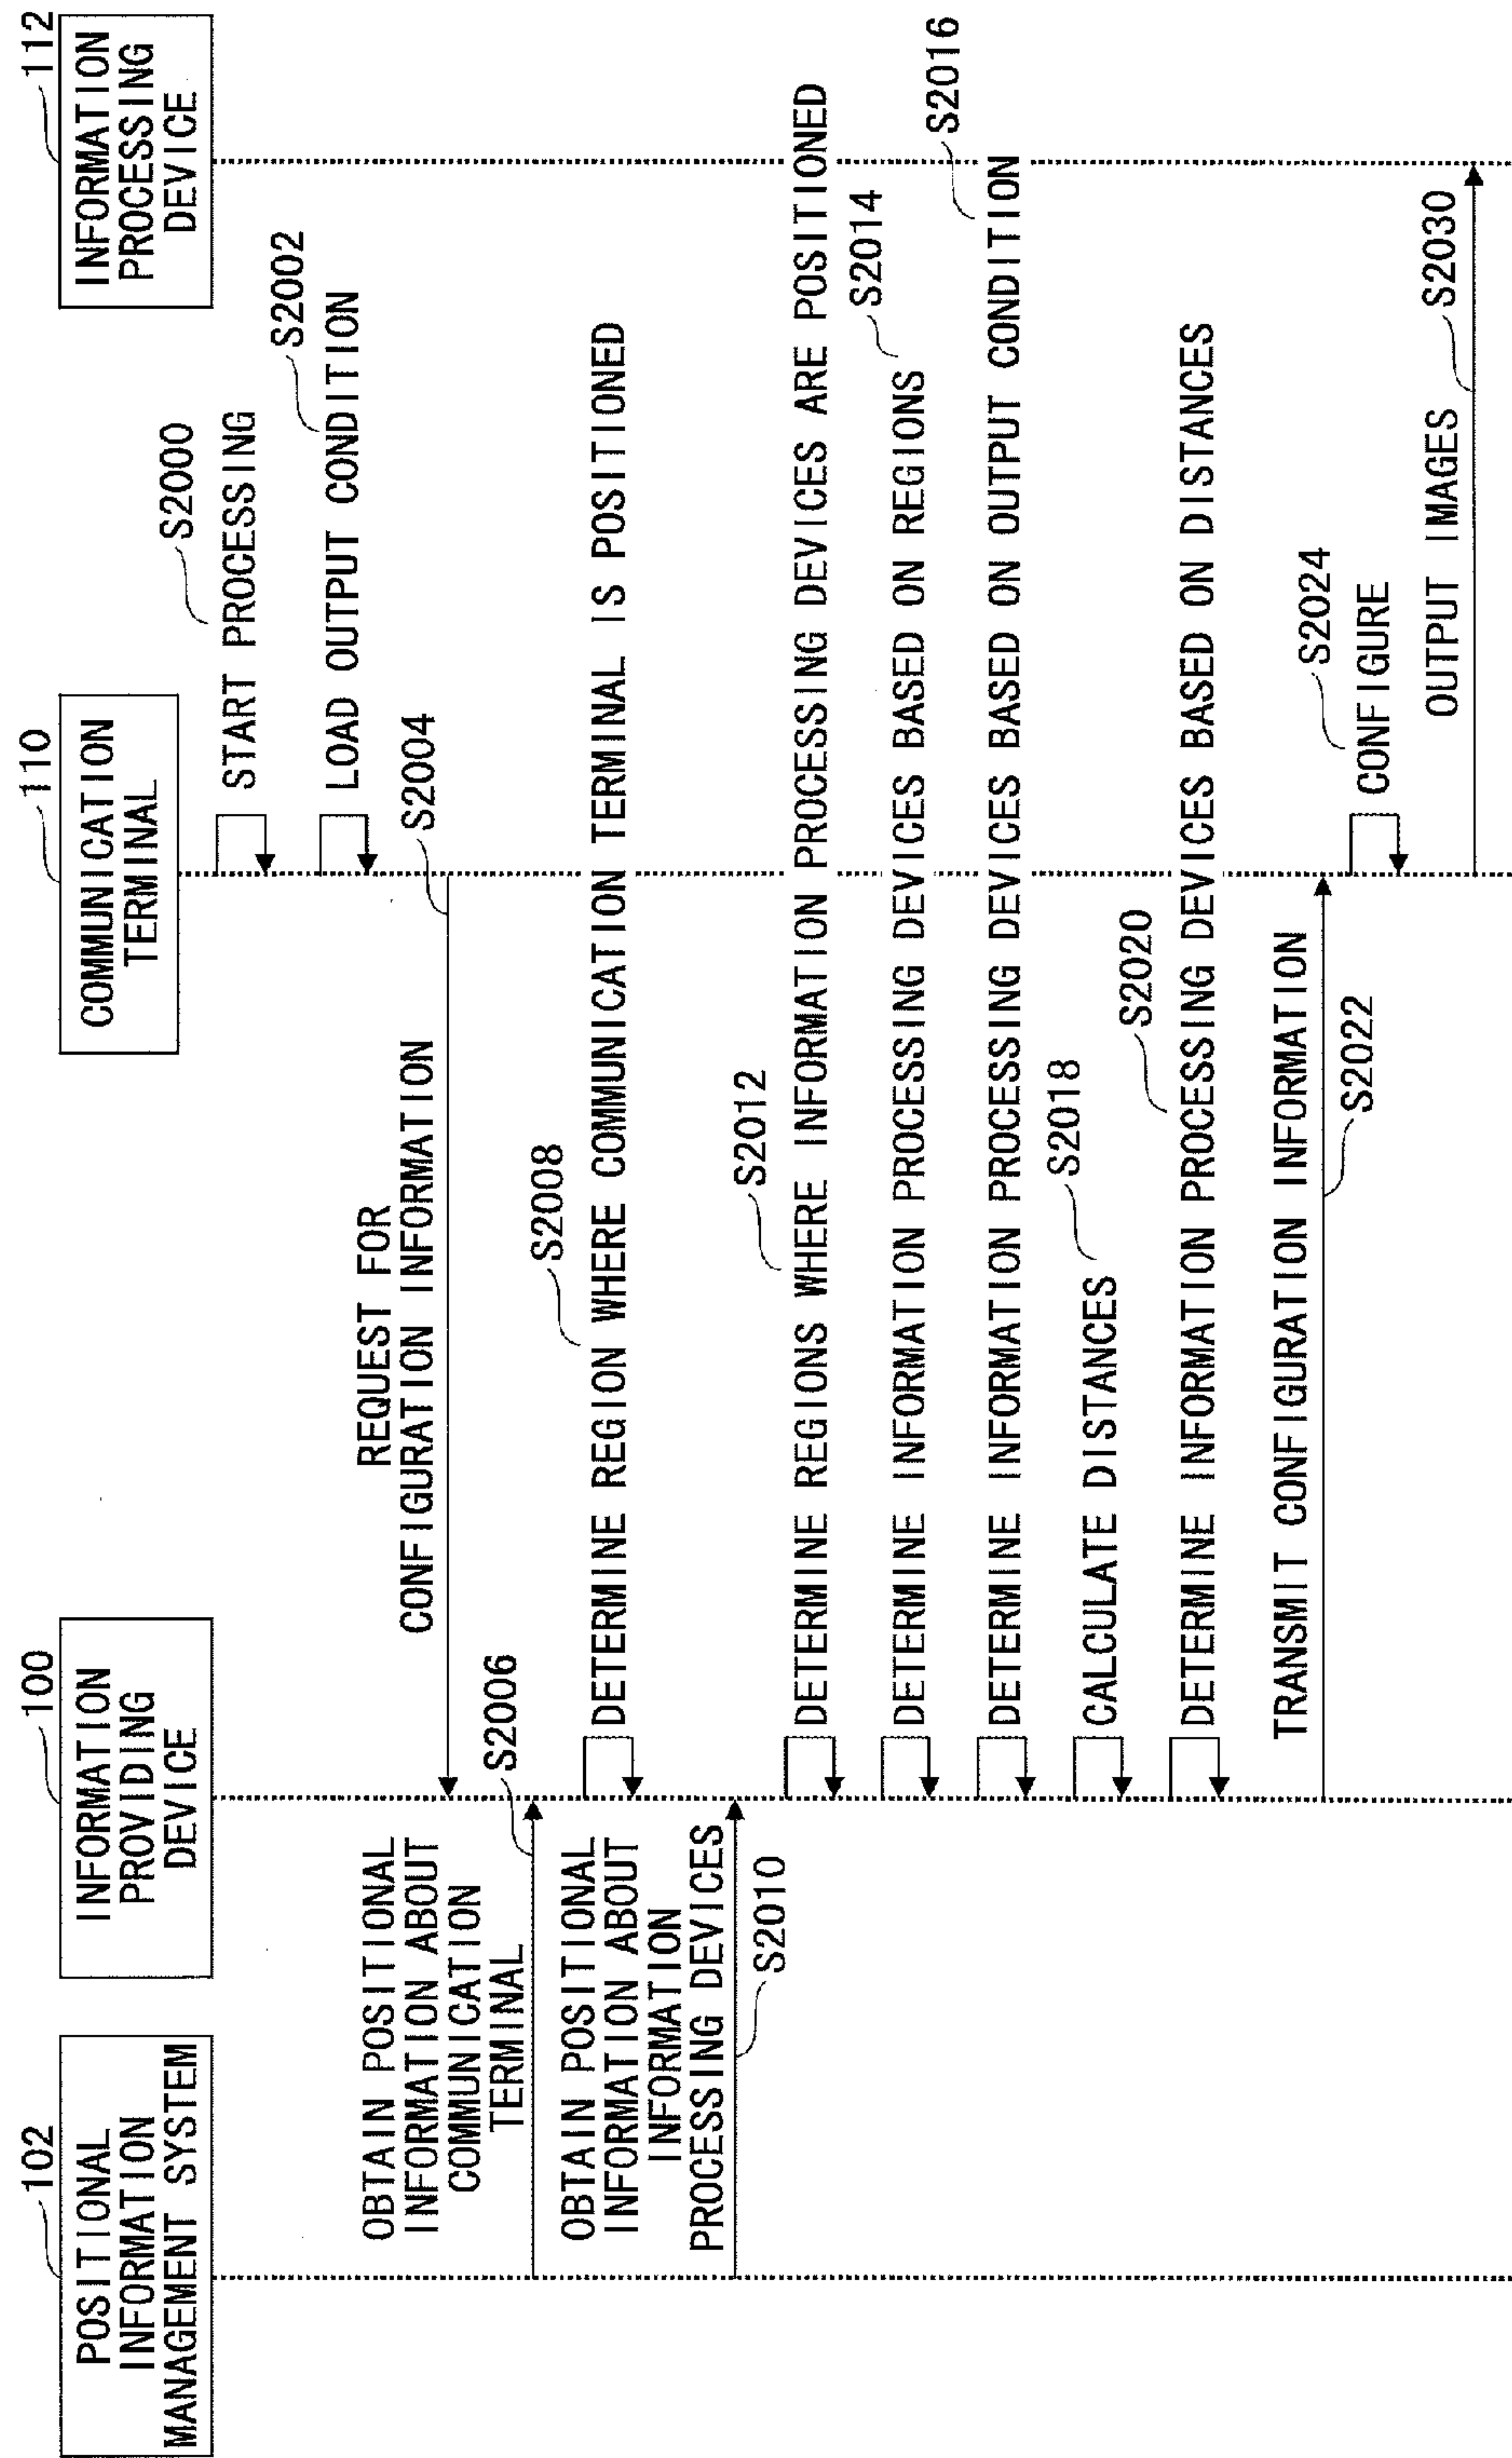 102
POSITIONAL
INFORMATION
MANAGEMENT SYSTEM
100
INFORMATION
PROVIDING
DEVICE
110
COMMUNICATION
TERMINAL
112
INFORMATION
PROCESSING
DEVICE
S2000
START PROCESSING
S2002
LOAD OUTPUT CONDITION
REQUEST FOR
CONFIGURATION INFORMATION
S2004
OBTAIN POSITIONAL
INFORMATION ABOUT
COMMUNICATION
TERMINAL
S2006
S2008
DETERMINE REGION WHERE COMMUNICATION TERMINAL IS POSITIONED
OBTAIN POSITIONAL
INFORMATION ABOUT
INFORMATION
PROCESSING DEVICES
S2010
S2012
DETERMINE REGIONS WHERE INFORMATION PROCESSING DEVICES ARE POSITIONED
S2014
DETERMINE INFORMATION PROCESSING DEVICES BASED ON REGIONS
S2016
DETERMINE INFORMATION PROCESSING DEVICES BASED ON OUTPUT CONDITION
S2018
CALCULATE DISTANCES
S2020
DETERMINE INFORMATION PROCESSING DEVICES BASED ON DISTANCES
TRANSMIT CONFIGURATION INFORMATION
S2022
S2024
CONFIGURE
OUTPUT IMAGES
S2030